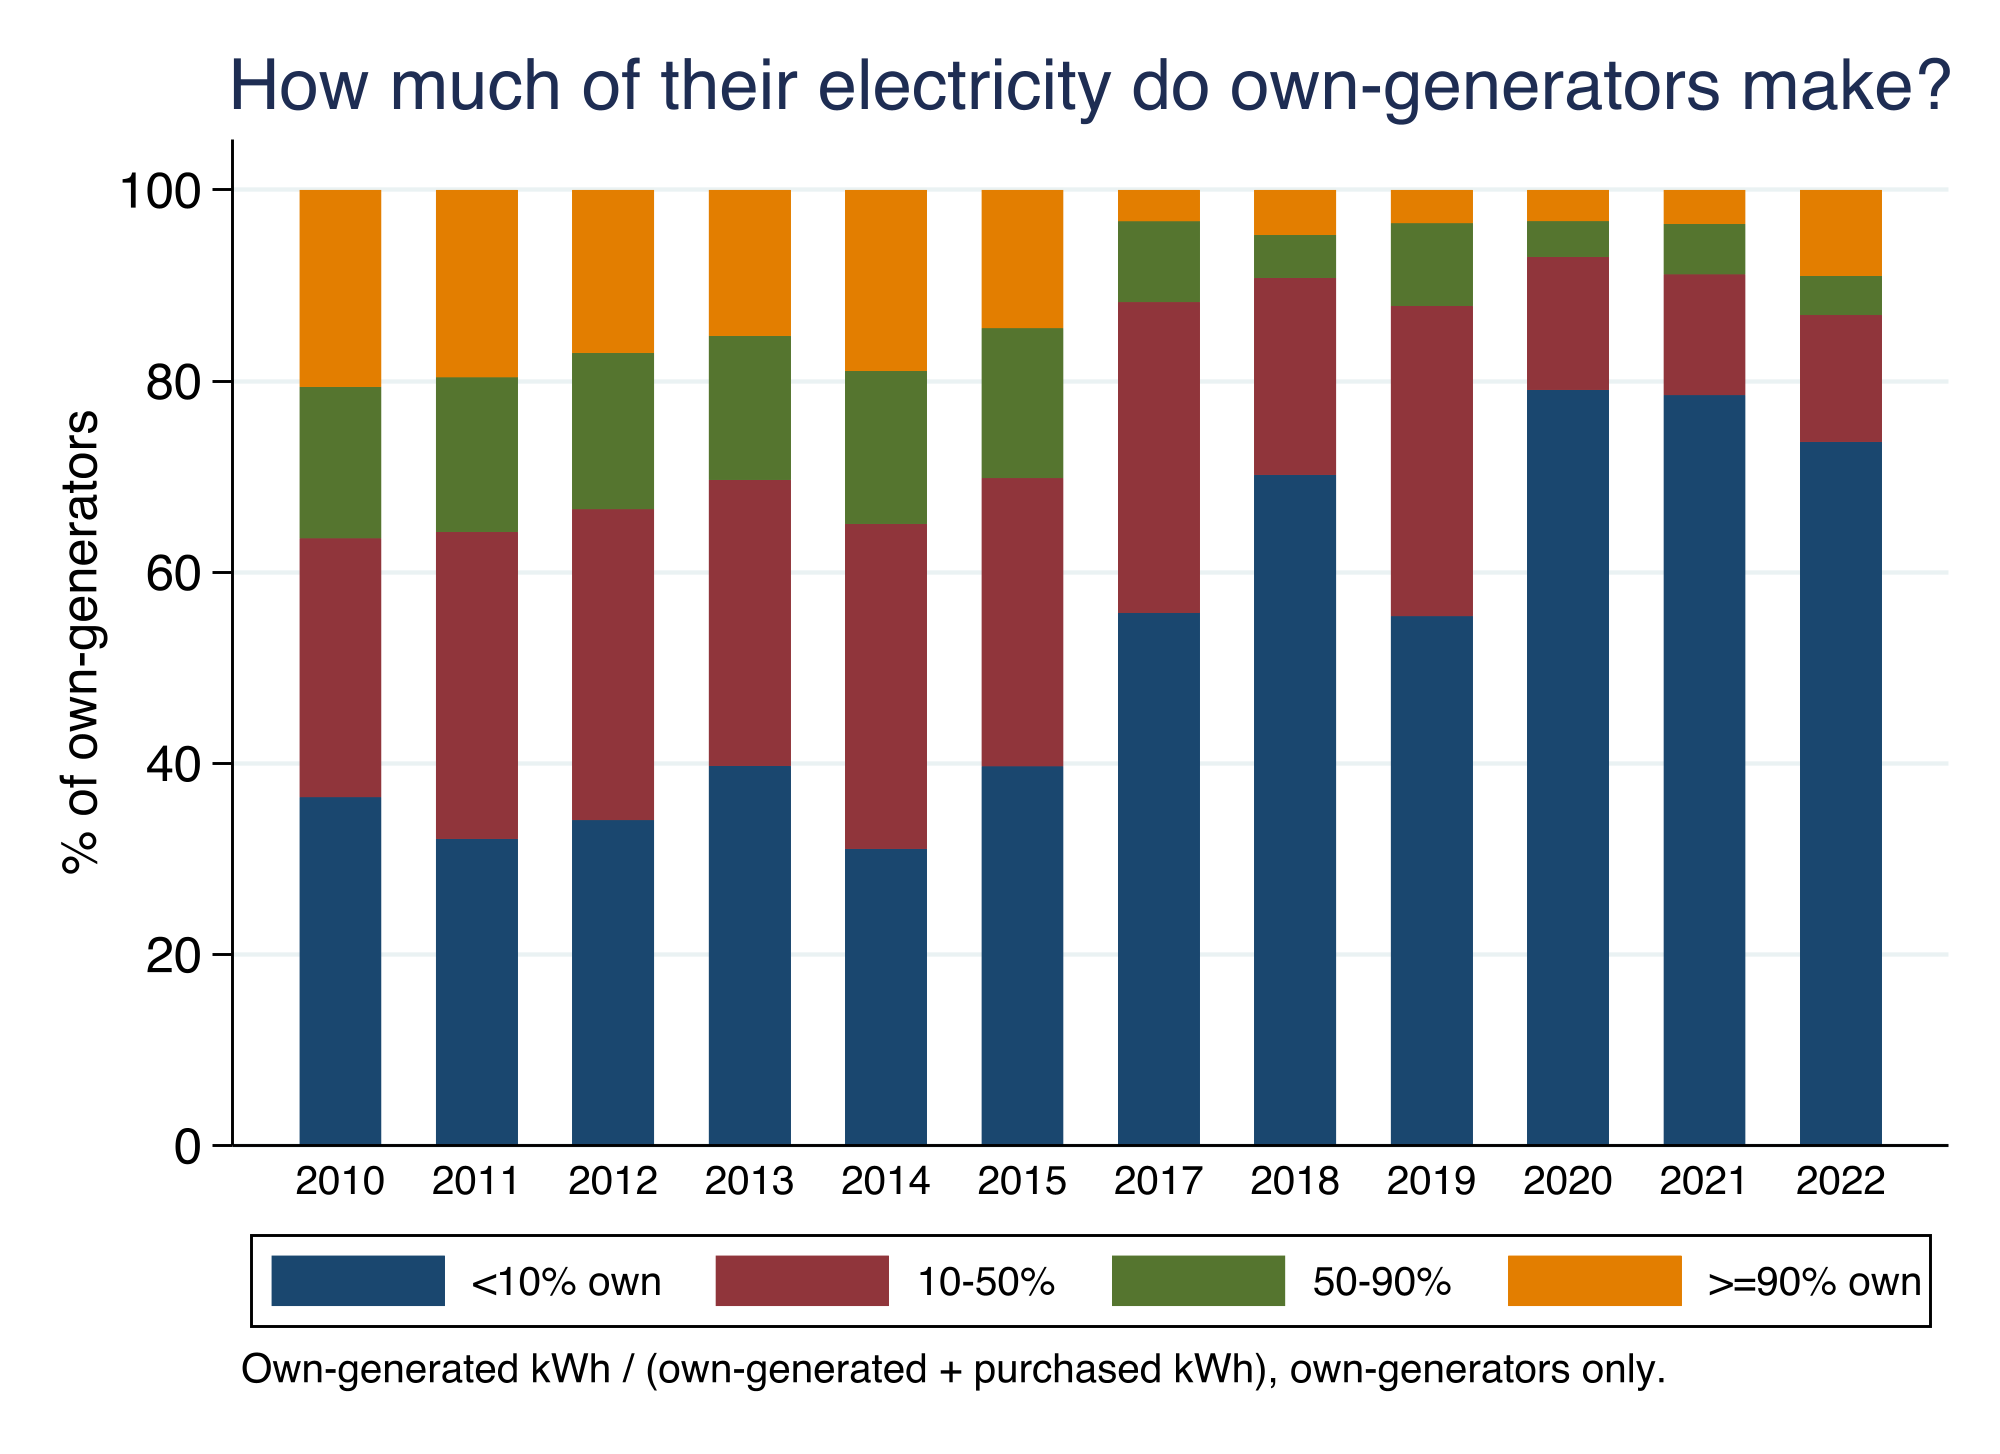 How much of their electricity do own-generators make?
% of own-generators
100
80
60
40
20
0
2010 2011 2012 2013 2014 2015 2017 2018 2019 2020 2021 2022
<10% own 10-50% 50-90% >=90% own
Own-generated kWh / (own-generated + purchased kWh), own-generators only.